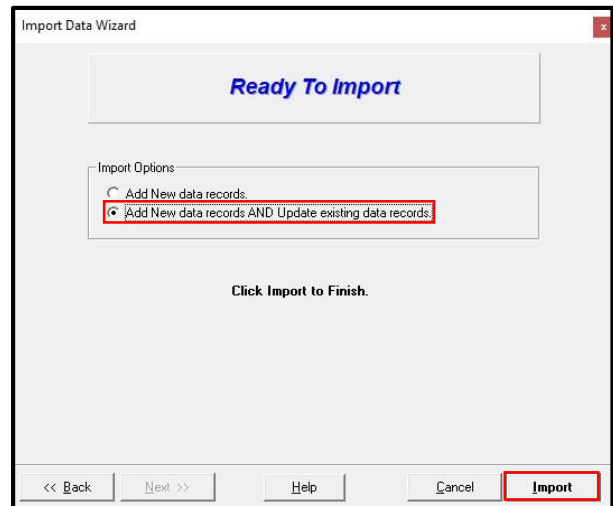 Import Data Wizard
x
Ready To Import
Import Options
Add New data records.
Add New data records AND Update existing data records.
Click Import to Finish.
<< Back Next >> Help Cancel Import